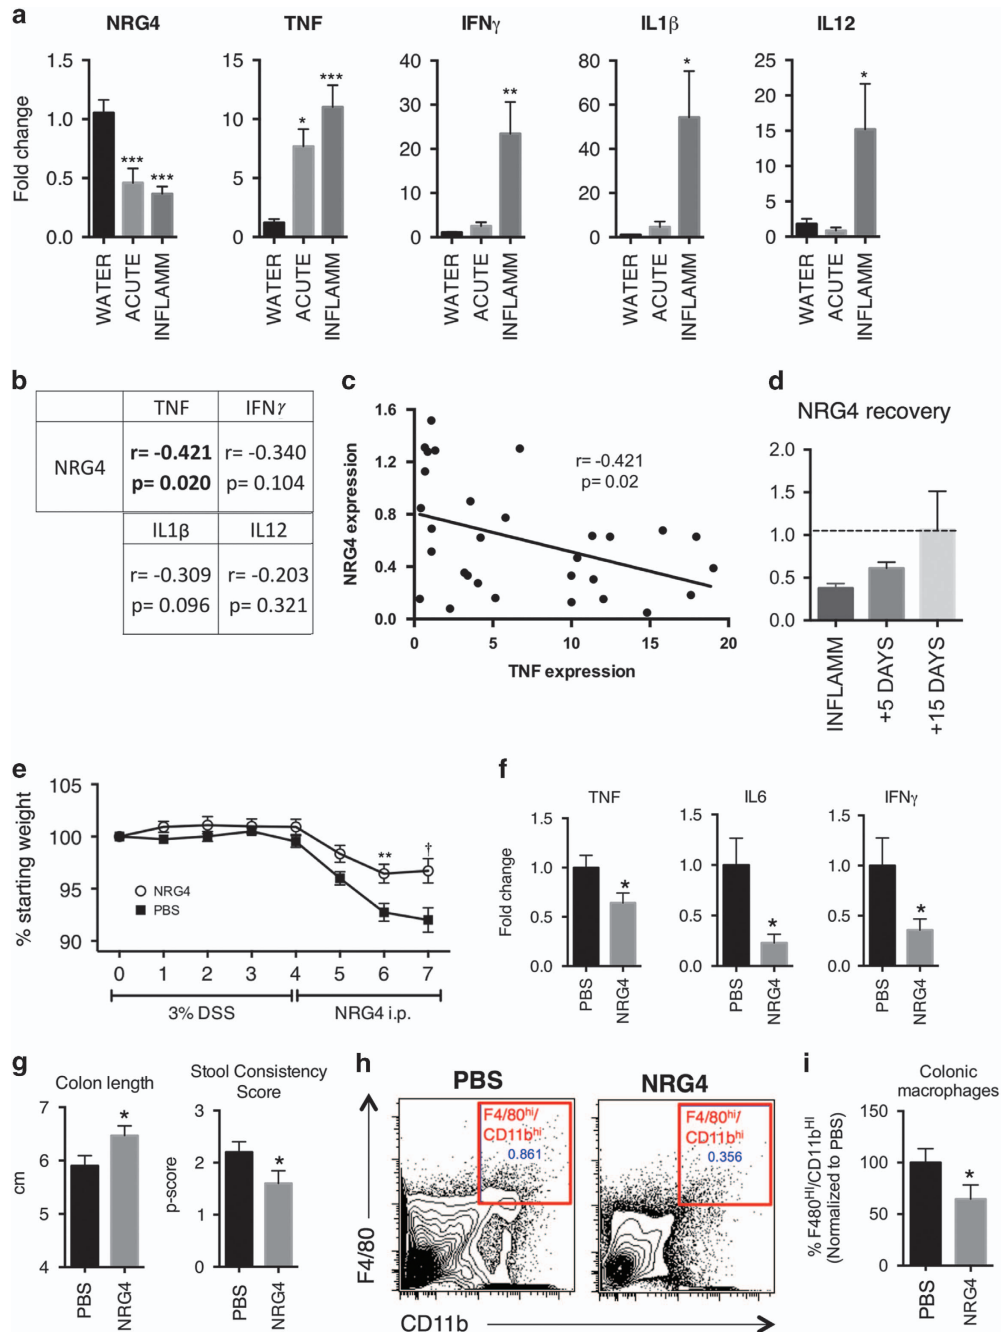 a
NRG4 TNF IFNγ IL1β IL12
Fold change
1.5
1.0
0.5
0.0
***
***
WATER
ACUTE
INFLAMM
15
10
5
0
*
***
WATER
ACUTE
INFLAMM
40
30
20
10
0
**
WATER
ACUTE
INFLAMM
80
60
40
20
0
*
WATER
ACUTE
INFLAMM
25
20
15
10
5
0
*
WATER
ACUTE
INFLAMM
b
TNF IFNγ
NRG4
r= -0.421 r= -0.340
p= 0.020 p= 0.104
IL1β IL12
r= -0.309 r= -0.203
p= 0.096 p= 0.321
c
NRG4 expression
1.6
1.2
0.8
0.4
0.0
r= -0.421
p= 0.02
0 5 10 15 20
TNF expression
d
NRG4 recovery
2.0
1.5
1.0
0.5
0.0
INFLAMM
+5 DAYS
+15 DAYS
e
% starting weight
105
100
95
90
** †
NRG4
PBS
0 1 2 3 4 5 6 7
3% DSS NRG4 i.p.
f
TNF IL6 IFNγ
Fold change
1.0
0.5
0.0
1.5
*
PBS
NRG4
1.5
1.0
0.5
0.0
*
PBS
NRG4
1.5
1.0
0.5
0.0
*
PBS
NRG4
g
Colon length
cm
7
6
5
4
*
PBS
NRG4
Stool Consistency
Score
p-score
3
2
1
0
*
PBS
NRG4
h
PBS NRG4
F4/80hi/
CD11bhi
0.861
F4/80hi/
CD11bhi
0.356
F4/80
CD11b
i
Colonic
macrophages
% F480HI/CD11bHI
(Normalized to PBS)
150
100
50
0
*
PBS
NRG4